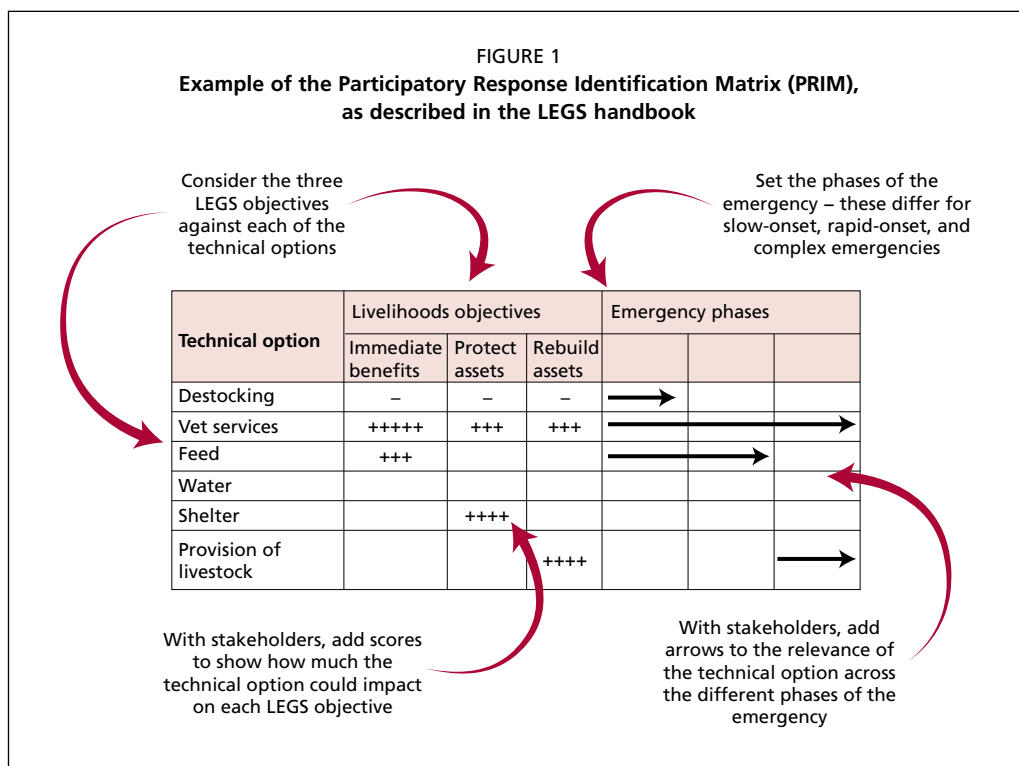 FIGURE 1
Example of the Participatory Response Identification Matrix (PRIM),
as described in the LEGS handbook
Consider the three
LEGS objectives
against each of the
technical options
Set the phases of the
emergency – these differ for
slow-onset, rapid-onset, and
complex emergencies
Technical option
Livelihoods objectives
Emergency phases
Immediate
benefits
Protect
assets
Rebuild
assets
Destocking – – –
Vet services +++++ +++ +++
Feed +++
Water
Shelter ++++
Provision of
livestock ++++
With stakeholders, add scores
to show how much the
technical option could impact
on each LEGS objective
With stakeholders, add
arrows to the relevance of
the technical option across
the different phases of the
emergency